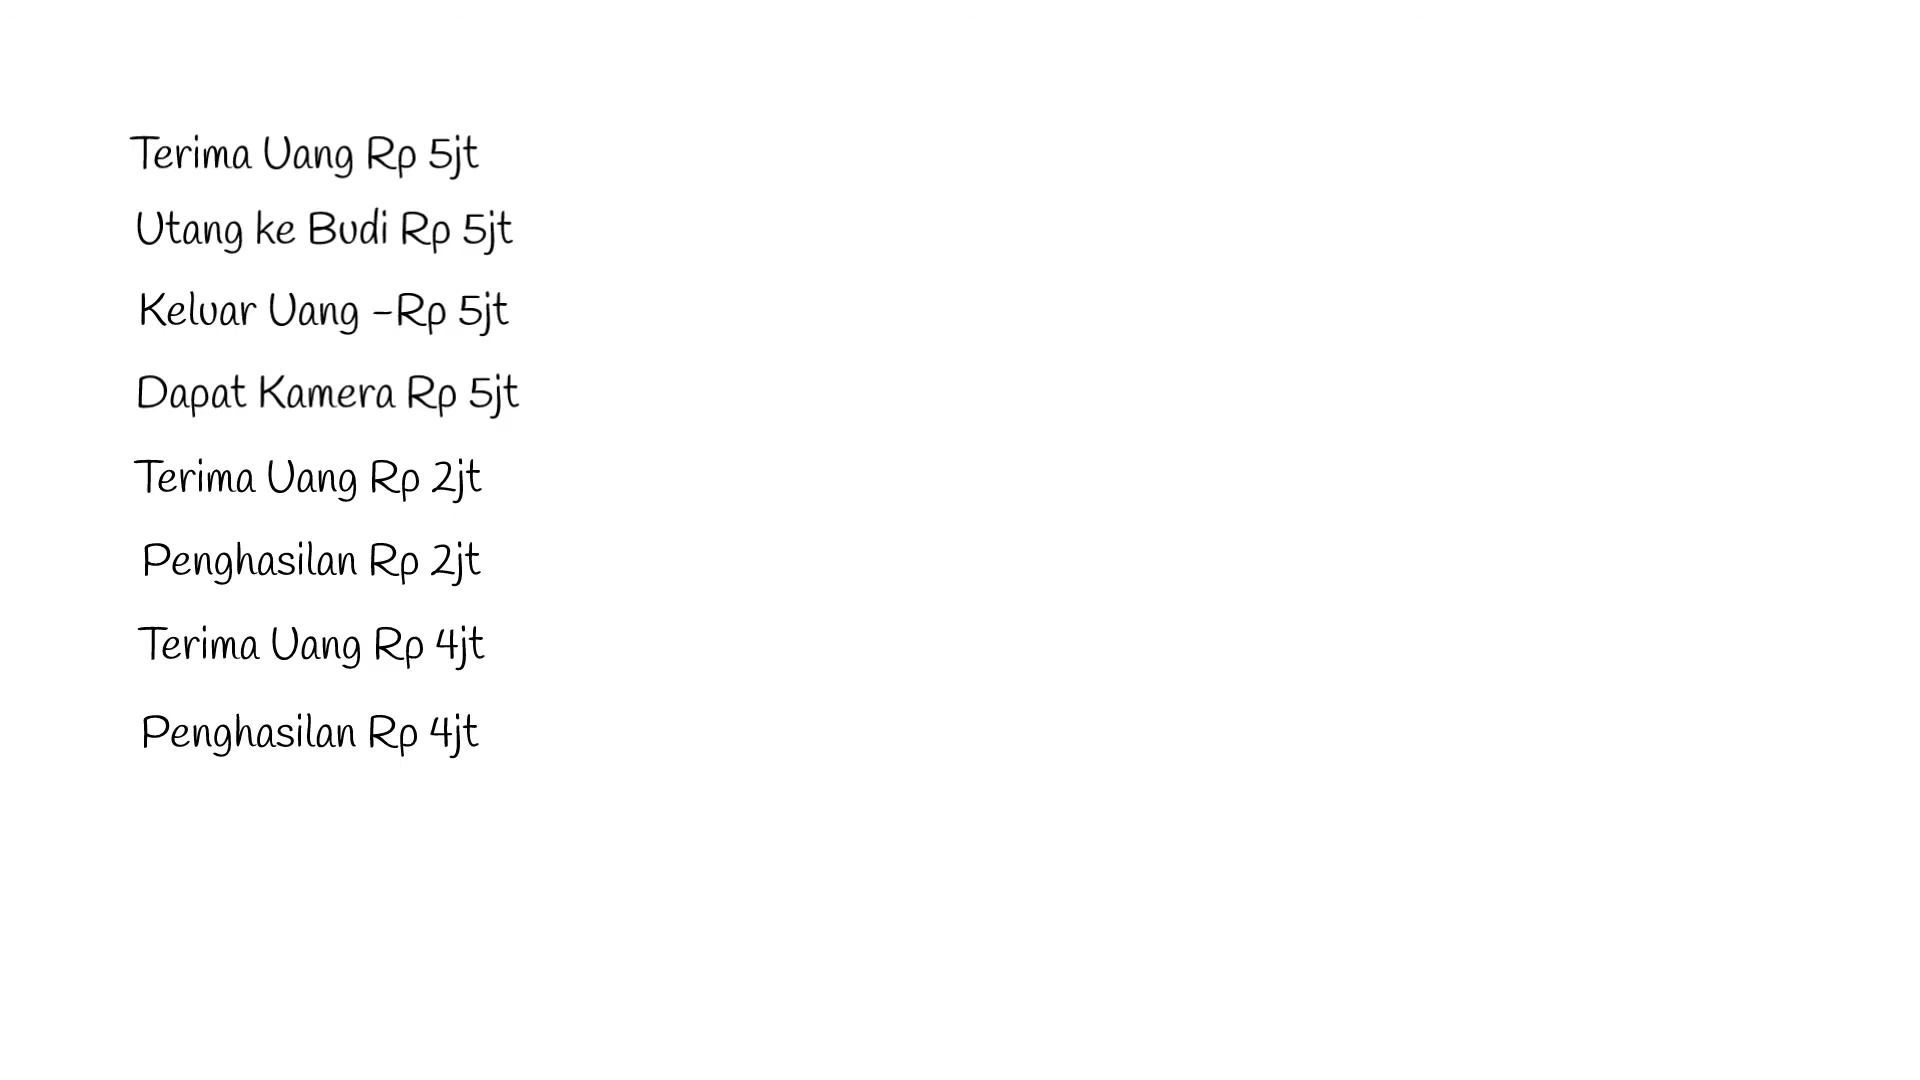 Terima Uang Rp 5jt
Utang ke Budi Rp 5jt
Keluar Uang -Rp 5jt
Dapat Kamera Rp 5jt
Terima Uang Rp 2jt
Penghasilan Rp 2jt
Terima Uang Rp 4jt
Penghasilan Rp 4jt